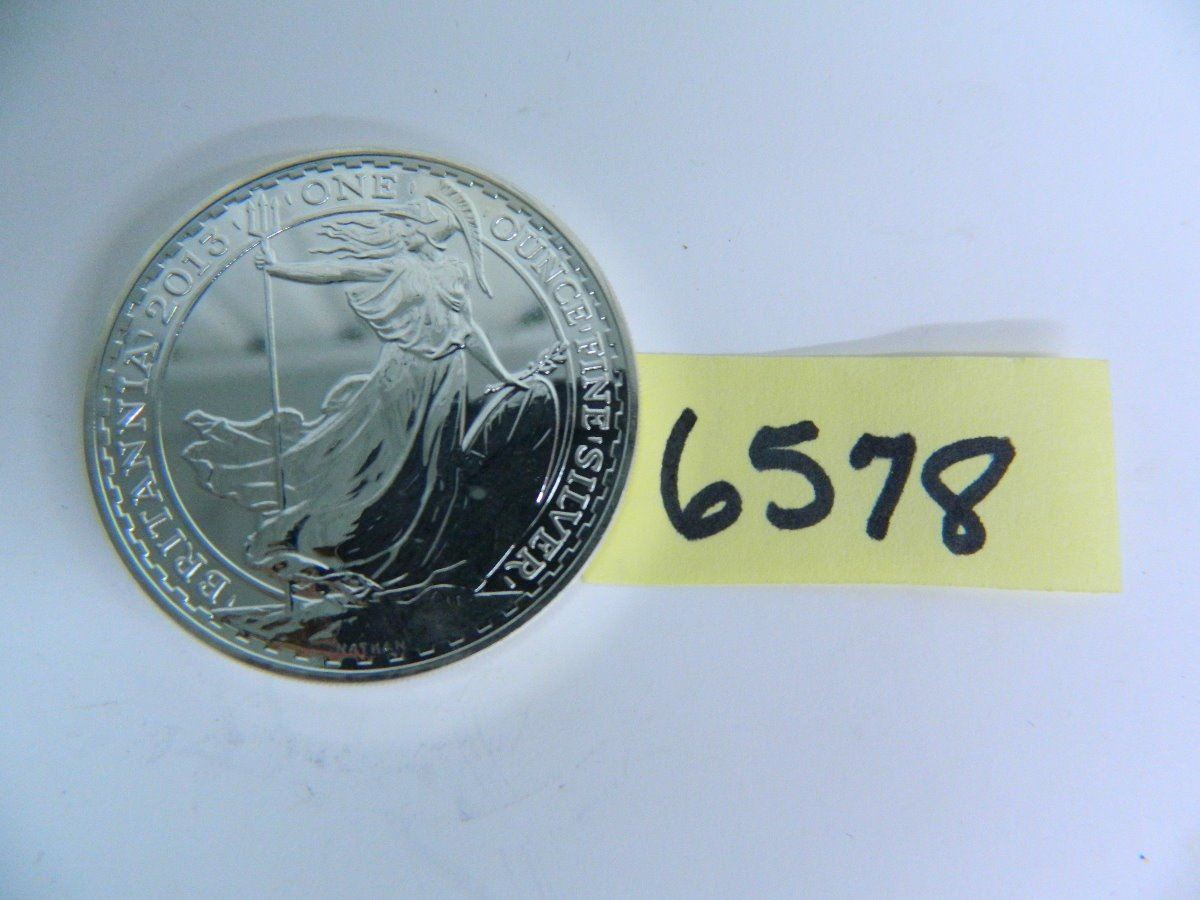 BRITANNIA 2013 · ONE · OUNCE · FINE · SILVER
NATHAN
6578